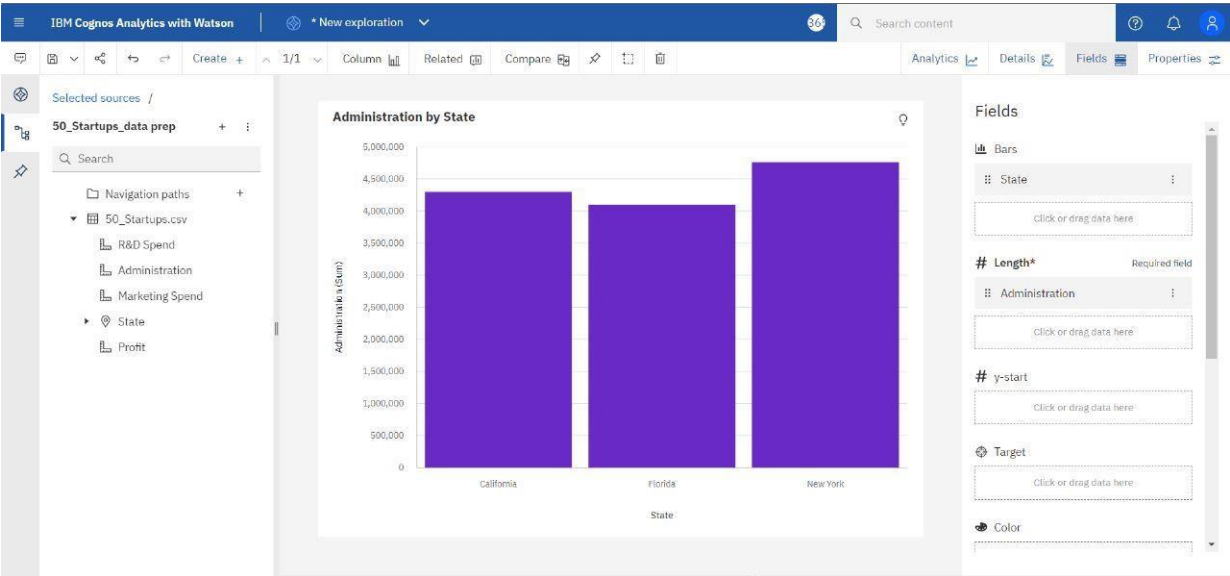 IBM Cognos Analytics with Watson
* New exploration
36
Search content
Create +
1/1
Column
Related
Compare
Analytics
Details
Fields
Properties
Selected sources /
50_Startups_data prep
Search
Navigation paths
50_Startups.csv
R&D Spend
Administration
Marketing Spend
State
Profit
Administration by State
5,000,000
4,500,000
4,000,000
3,500,000
3,000,000
2,500,000
2,000,000
1,500,000
1,000,000
500,000
0
Administration (Sum)
California
Florida
New York
State
Fields
Bars
State
Click or drag data here
# Length*
Required field
Administration
Click or drag data here
# y-start
Click or drag data here
Target
Click or drag data here
Color